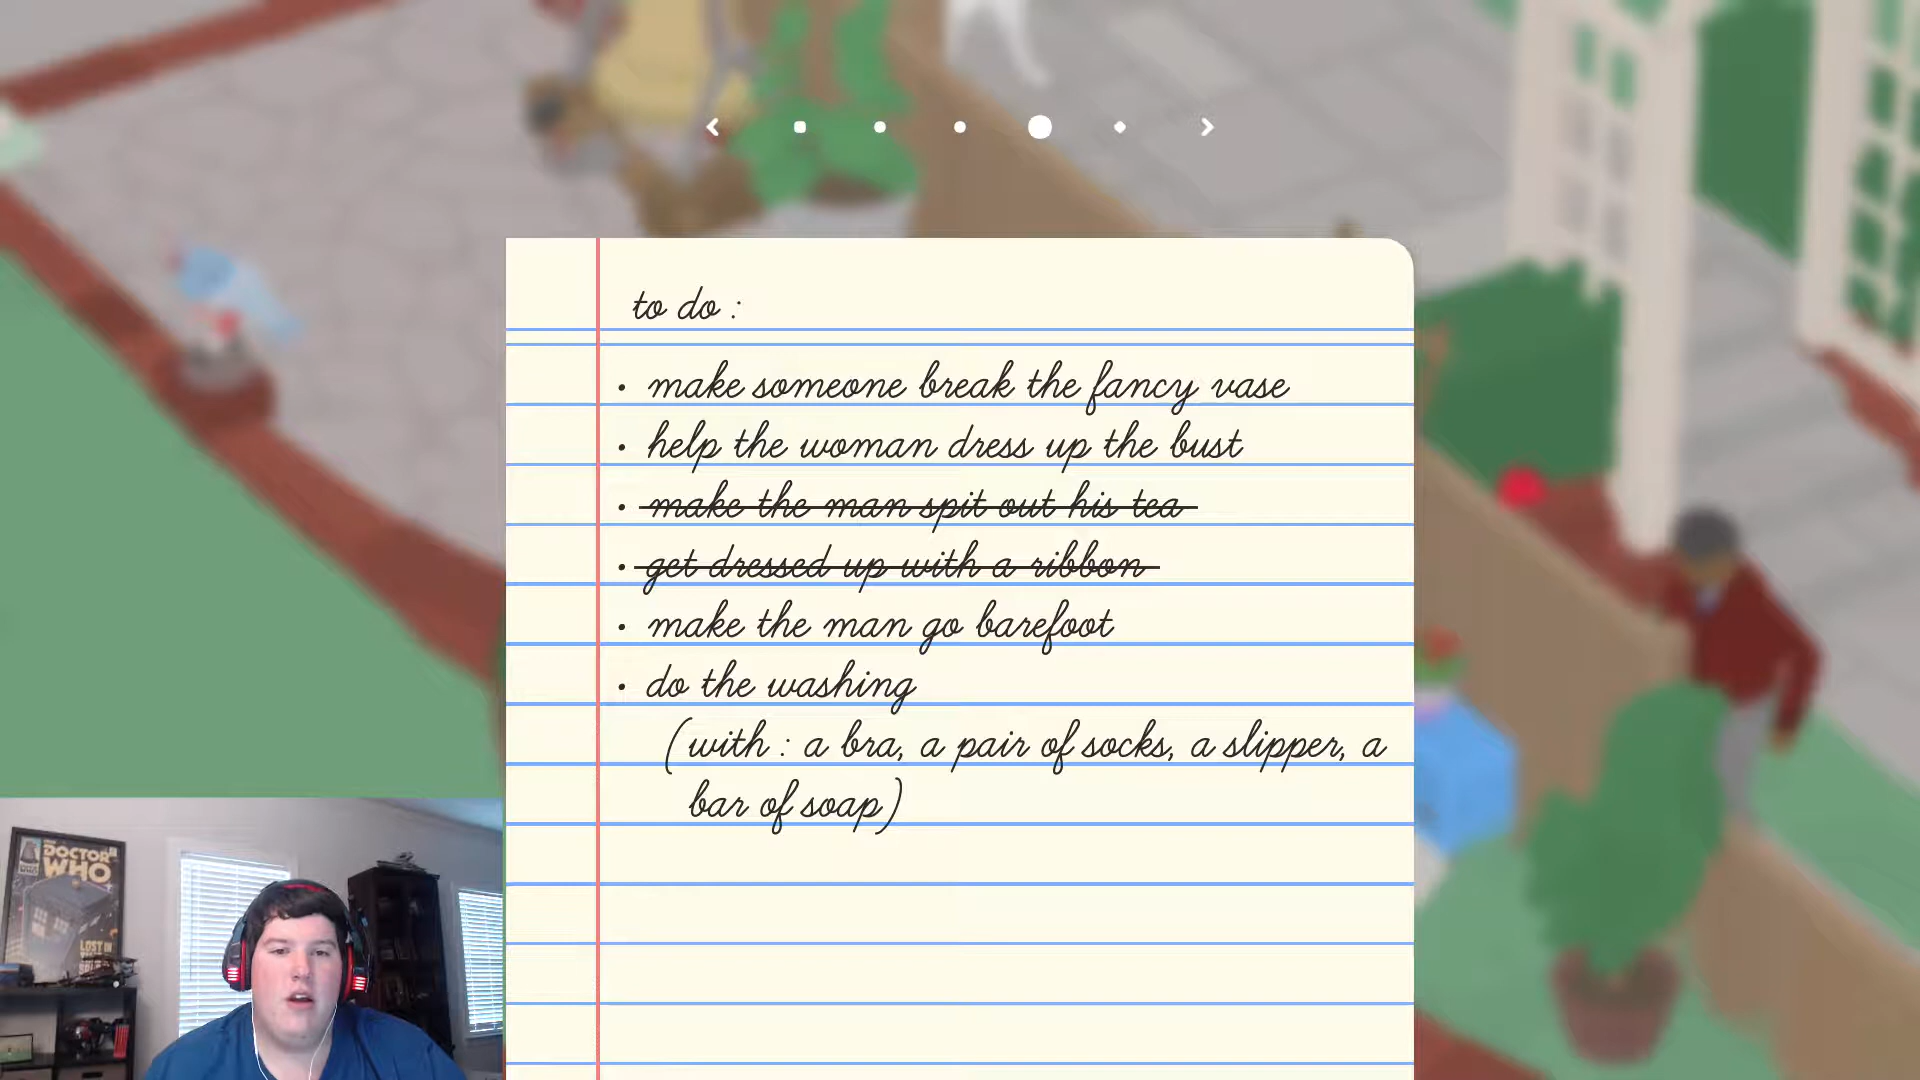 to do :
• make someone break the fancy vase
• help the woman dress up the bust
• make the man spit out his tea
• get dressed up with a ribbon
• make the man go barefoot
• do the washing
(with : a bra, a pair of socks, a slipper, a
bar of soap)
DOCTOR
WHO
LOST IN